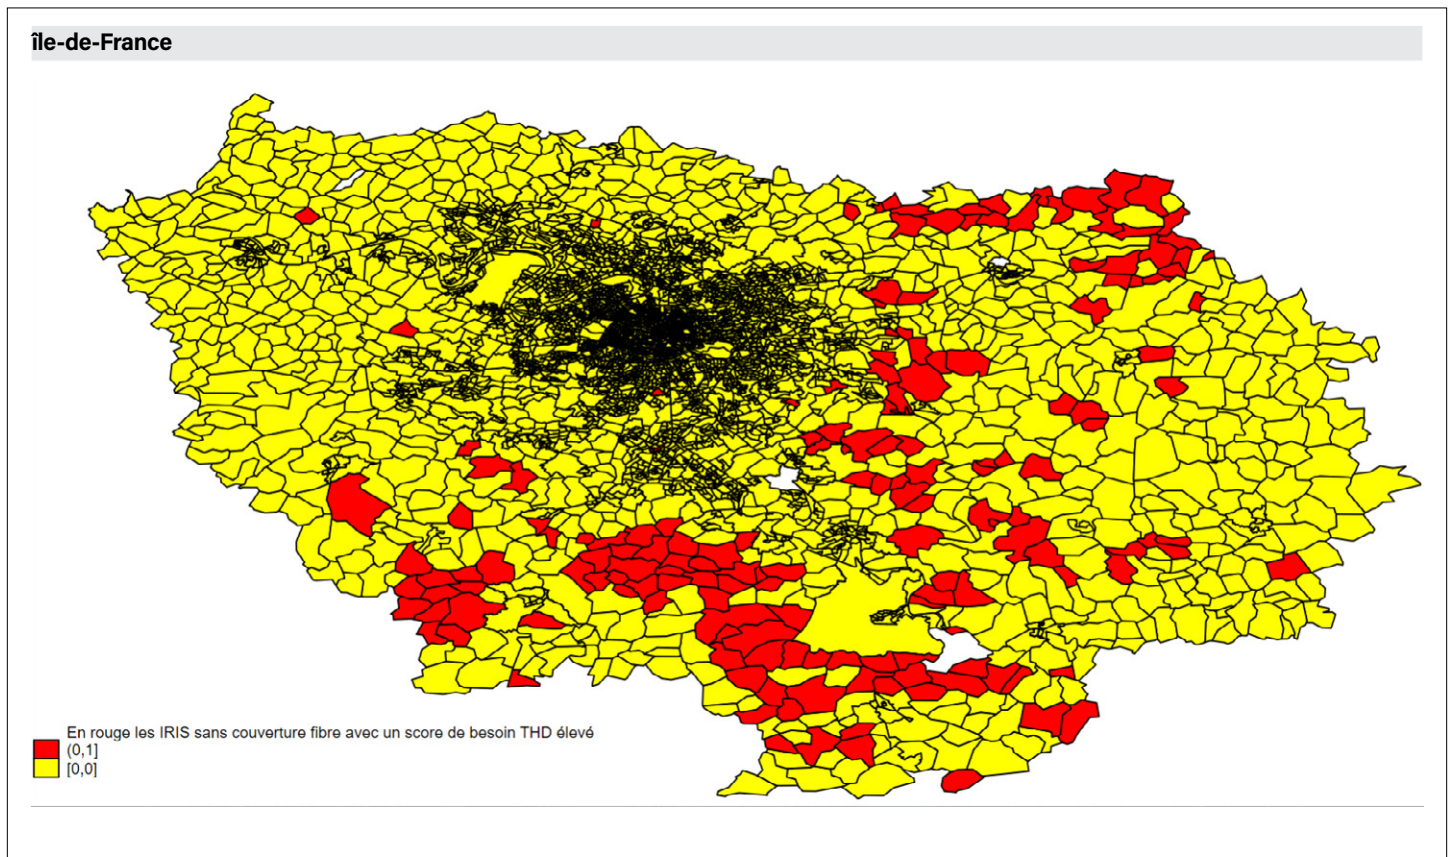 île-de-France
En rouge les IRIS sans couverture fibre avec un score de besoin THD élevé
(0,1]
[0,0]